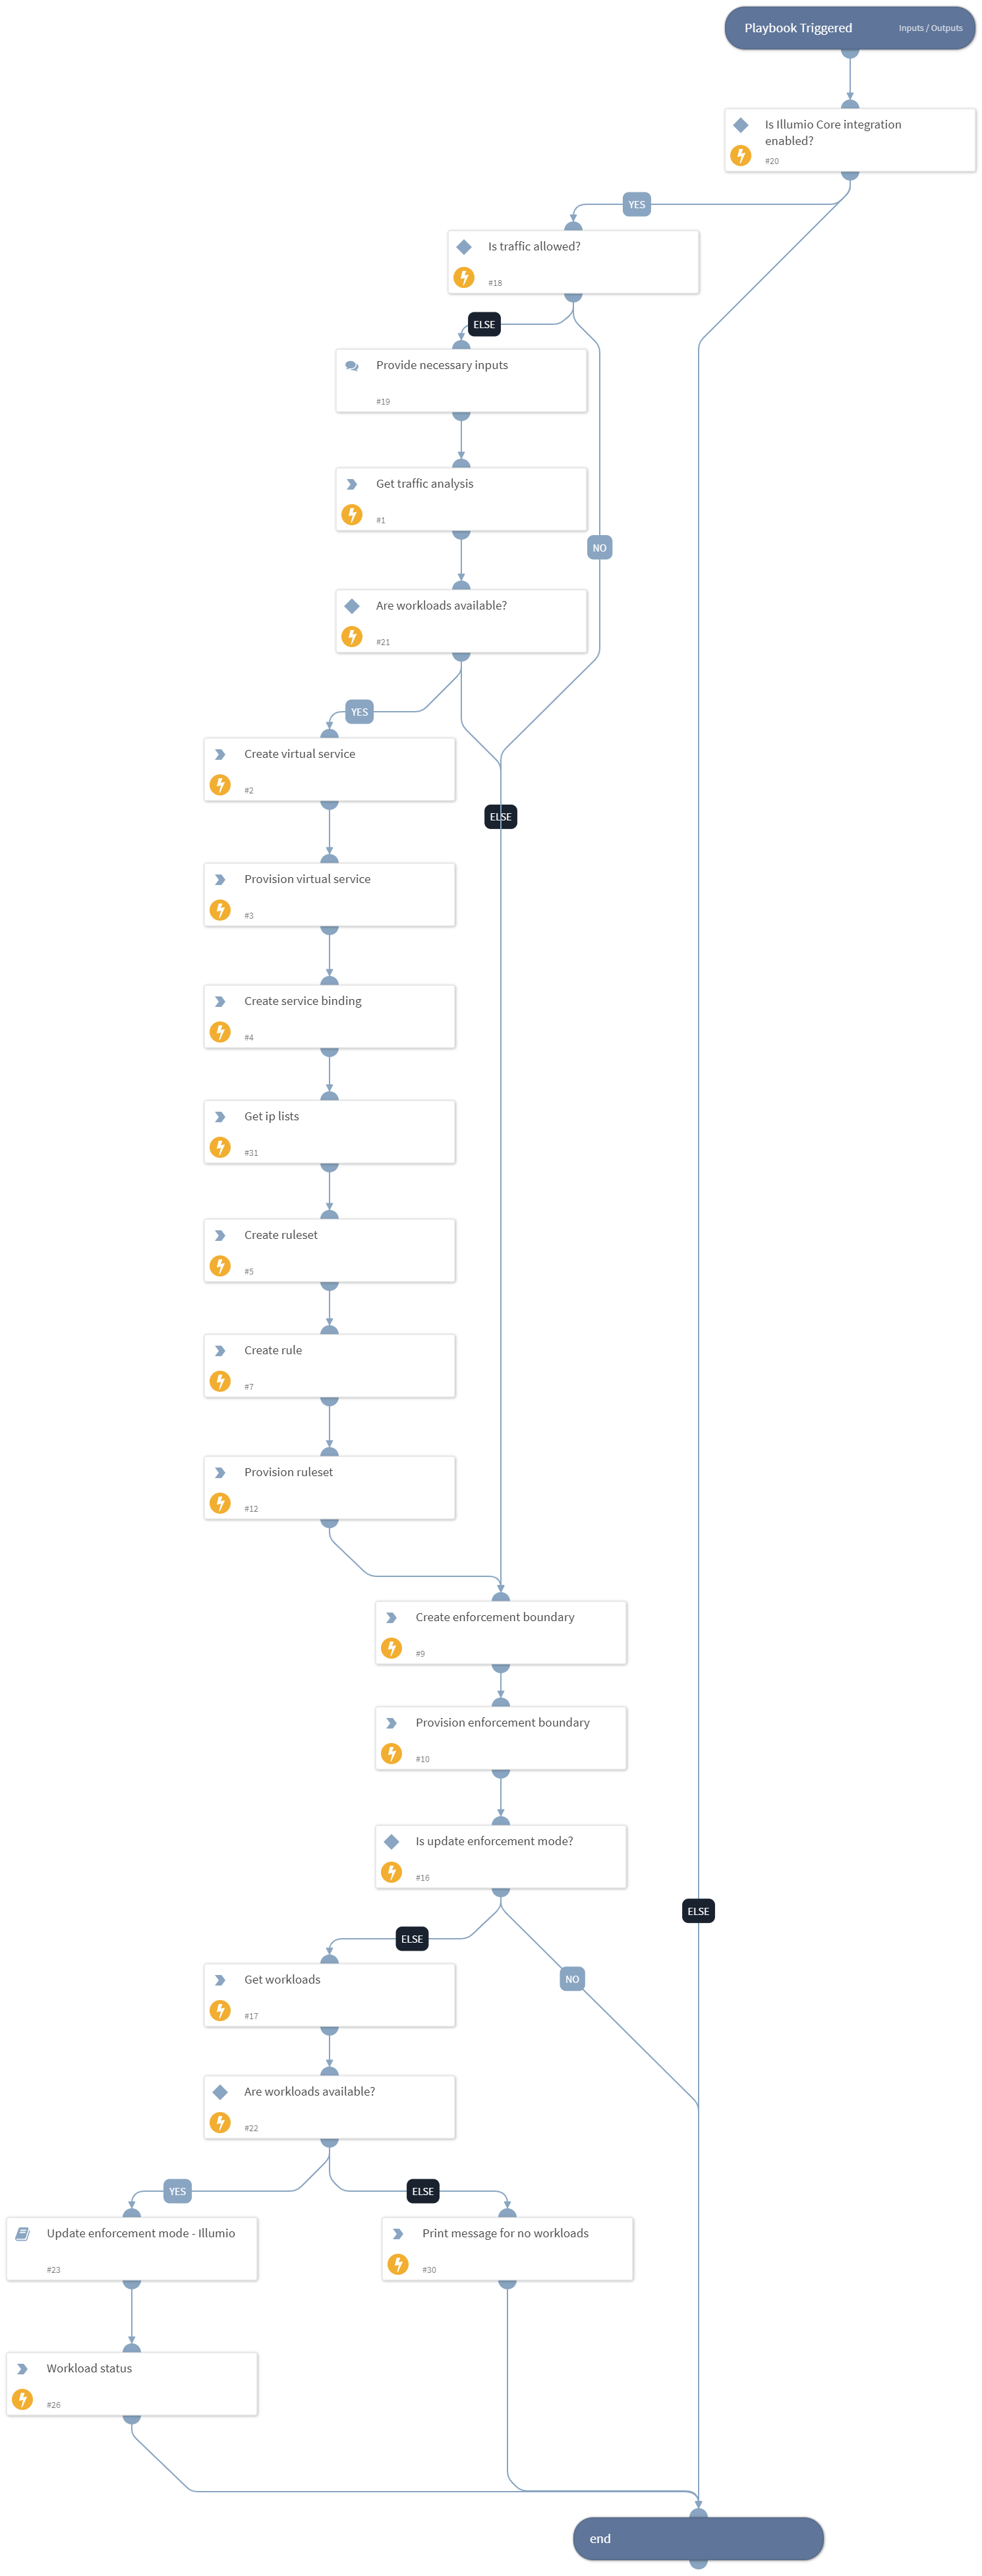 Playbook Triggered
Inputs / Outputs
Is Illumio Core integration
enabled?
#20
YES
Is traffic allowed?
#18
ELSE
Provide necessary inputs
#19
Get traffic analysis
#1
NO
Are workloads available?
#21
YES
Create virtual service
#2
ELSE
Provision virtual service
#3
Create service binding
#4
Get ip lists
#31
Create ruleset
#5
Create rule
#7
Provision ruleset
#12
Create enforcement boundary
#9
Provision enforcement boundary
#10
Is update enforcement mode?
#16
ELSE
ELSE
NO
Get workloads
#17
Are workloads available?
#22
YES
ELSE
Update enforcement mode - Illumio
#23
Print message for no workloads
#30
Workload status
#26
end